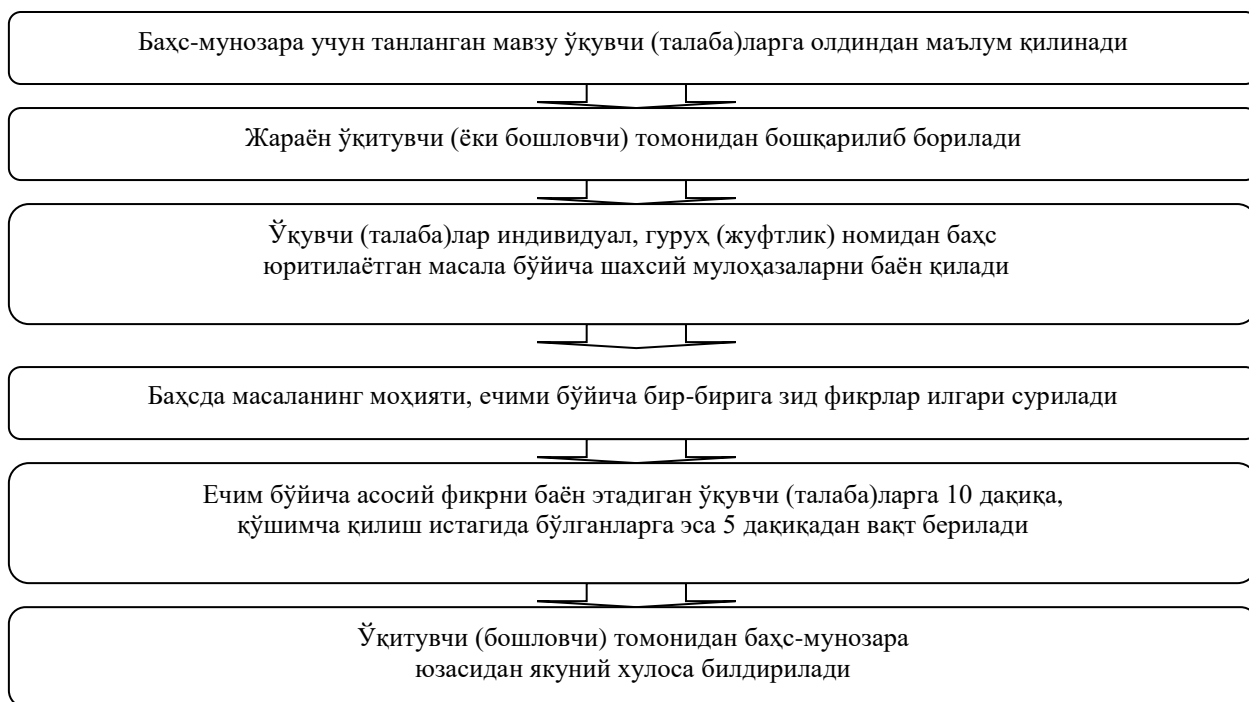 Баҳс-мунозара учун танланган мавзу ўқувчи (талаба)ларга олдиндан маълум қилинади
Жараён ўқитувчи (ёки бошловчи) томонидан бошқарилиб борилади
Ўқувчи (талаба)лар индивидуал, гуруҳ (жуфтлик) номидан баҳс
юритилаётган масала бўйича шахсий мулоҳазаларни баён қилади
Баҳсда масаланинг моҳияти, ечими бўйича бир-бирига зид фикрлар илгари сурилади
Ечим бўйича асосий фикрни баён этадиган ўқувчи (талаба)ларга 10 дақиқа,
қўшимча қилиш истагида бўлганларга эса 5 дақиқадан вақт берилади
Ўқитувчи (бошловчи) томонидан баҳс-мунозара
юзасидан якуний хулоса билдирилади